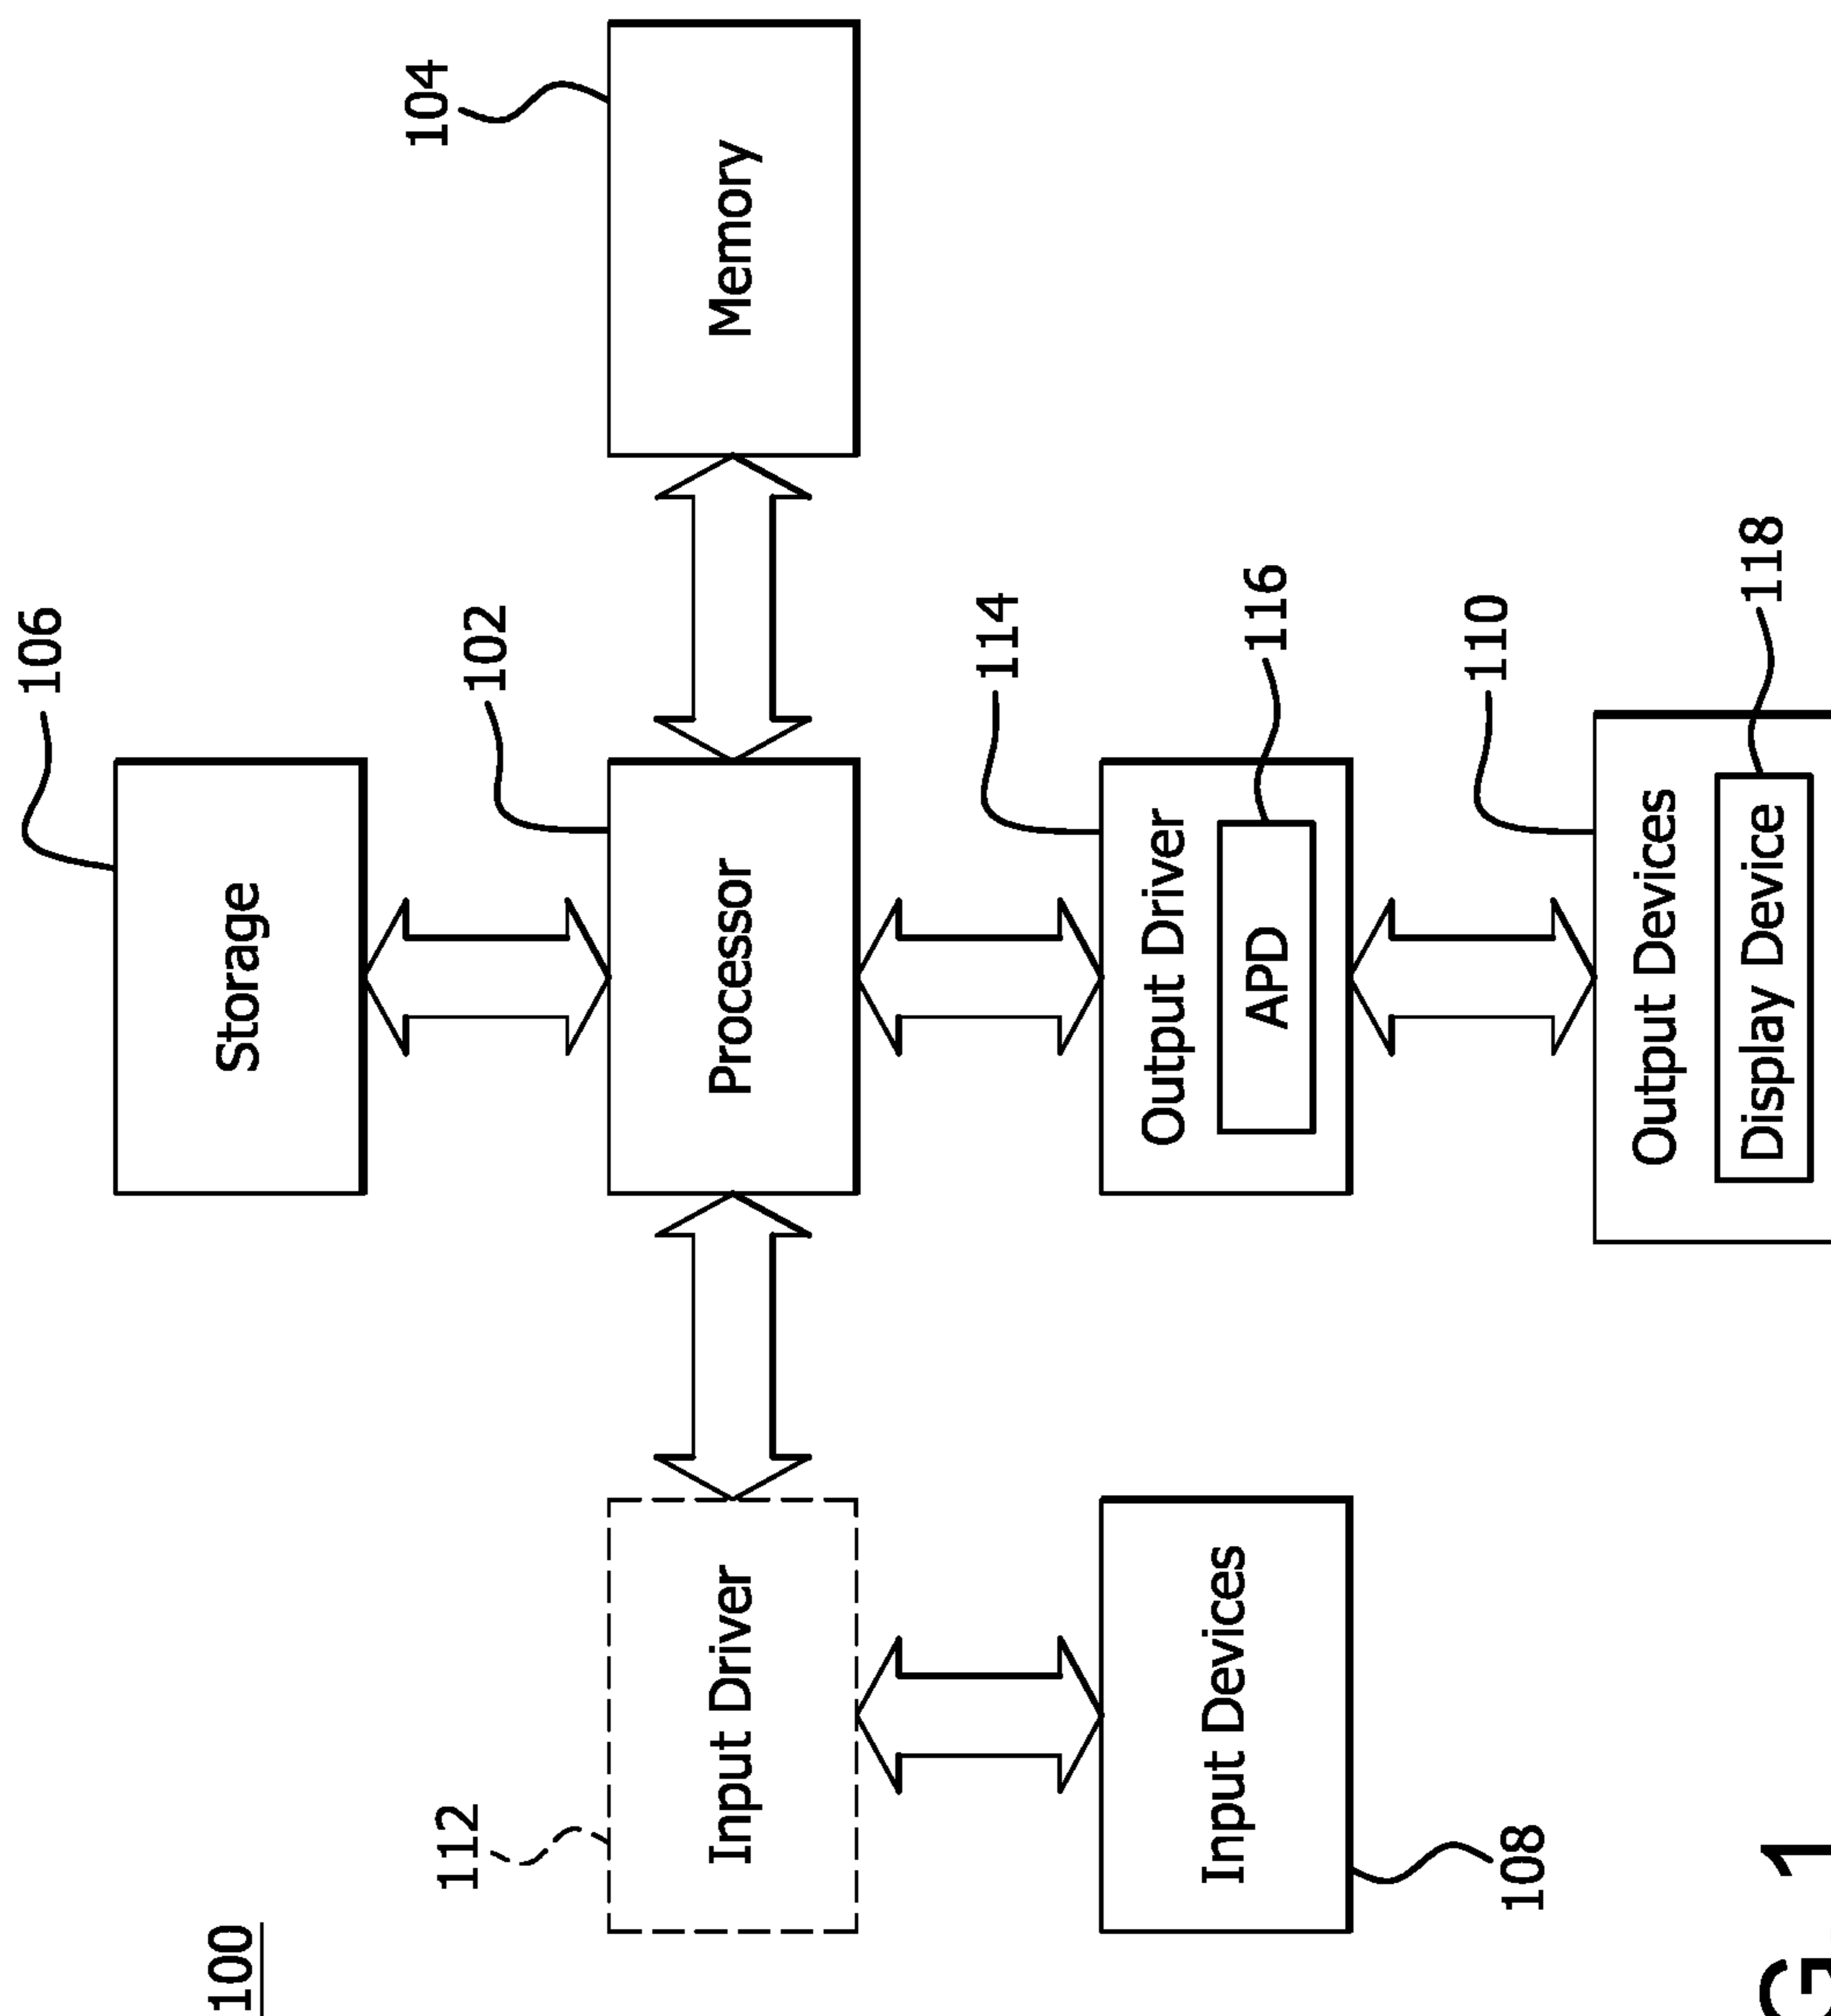 100
106
Storage
112
Input Driver
102
Processor
104
Memory
108
Input Devices
114
Output Driver
116
APD
110
Output Devices
118
Display Device
G. 1